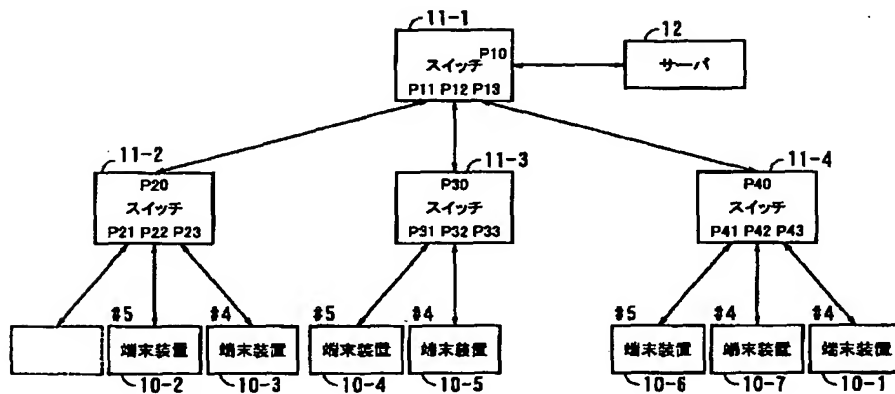 11-1
12
スイッチ P10
P11 P12 P13
サーバ
11-2
11-3
11-4
P20
スイッチ
P21 P22 P23
P30
スイッチ
P31 P32 P33
P40
スイッチ
P41 P42 P43
#5
#4
#5
#4
#5
#4
#4
端末装置
端末装置
端末装置
端末装置
端末装置
端末装置
端末装置
10-2
10-3
10-4
10-5
10-6
10-7
10-1